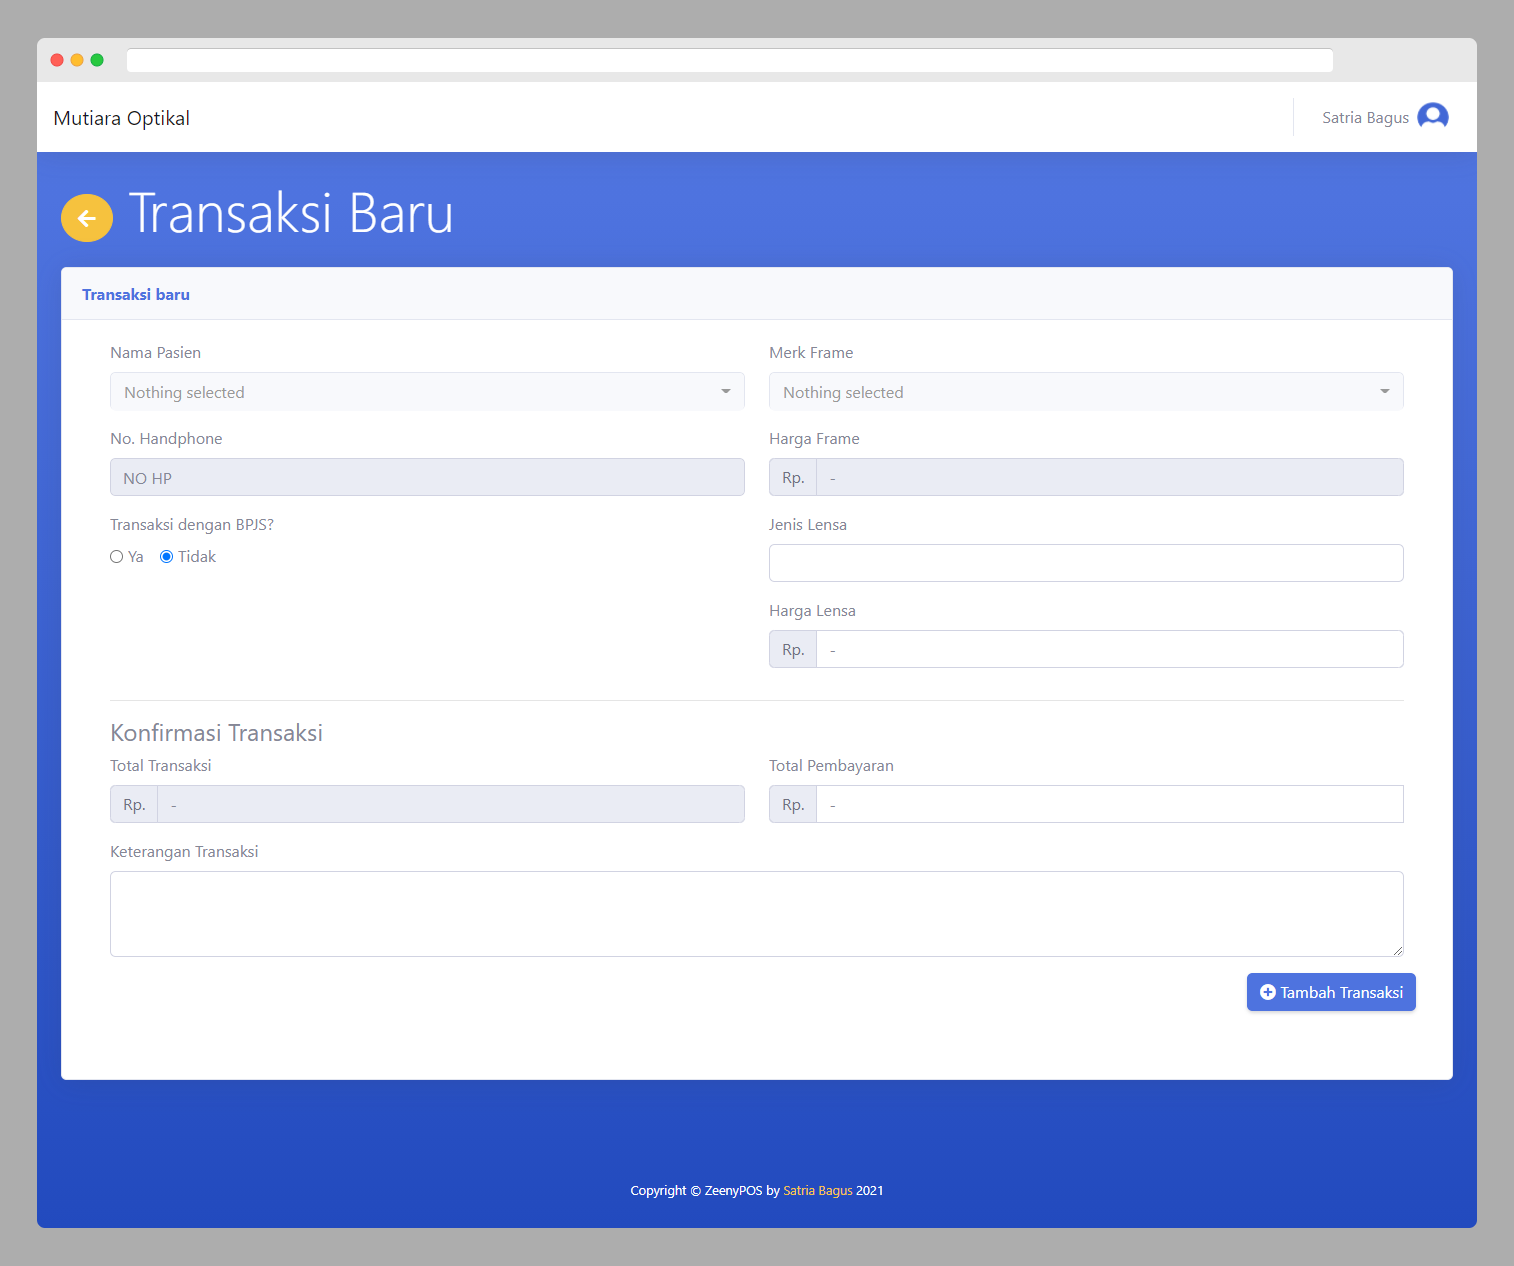 Mutiara Optikal
Satria Bagus
Transaksi Baru
Transaksi baru
Nama Pasien
Nothing selected
Merk Frame
Nothing selected
No. Handphone
NO HP
Harga Frame
Rp. -
Transaksi dengan BPJS?
Ya Tidak
Jenis Lensa
Harga Lensa
Rp. -
Konfirmasi Transaksi
Total Transaksi
Rp. -
Total Pembayaran
Rp. -
Keterangan Transaksi
Tambah Transaksi
Copyright © ZeenyPOS by Satria Bagus 2021